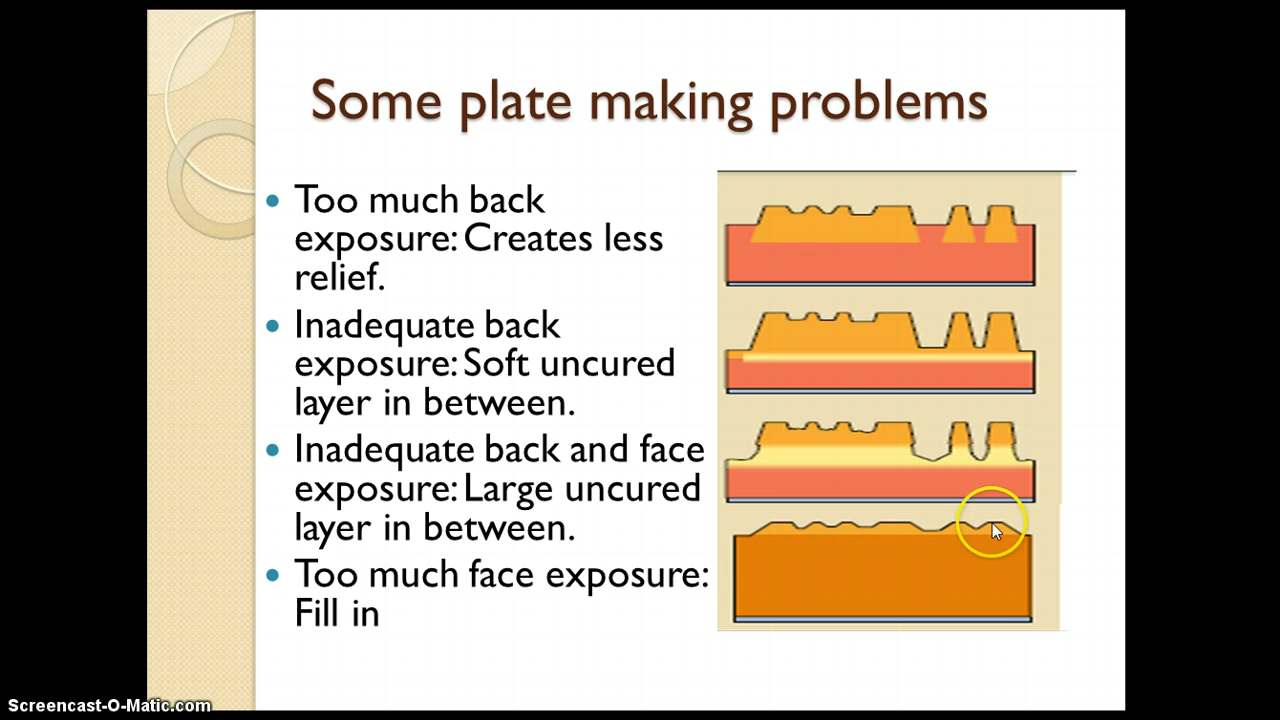 Some plate making problems
Too much back
exposure: Creates less
relief.
Inadequate back
exposure: Soft uncured
layer in between.
Inadequate back and face
exposure: Large uncured
layer in between.
Too much face exposure:
Fill in
Screencast-O-Matic.com